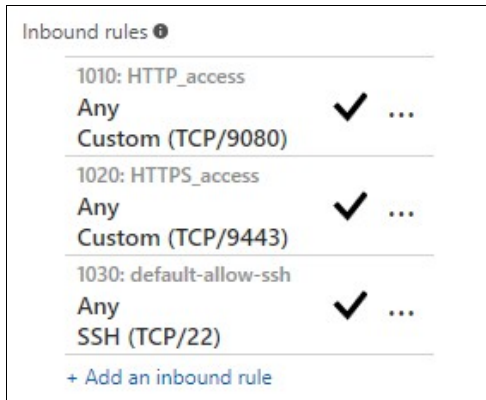 Inbound rules
1010: HTTP_access
Any
Custom (TCP/9080)
1020: HTTPS_access
Any
Custom (TCP/9443)
1030: default-allow-ssh
Any
SSH (TCP/22)
+ Add an inbound rule